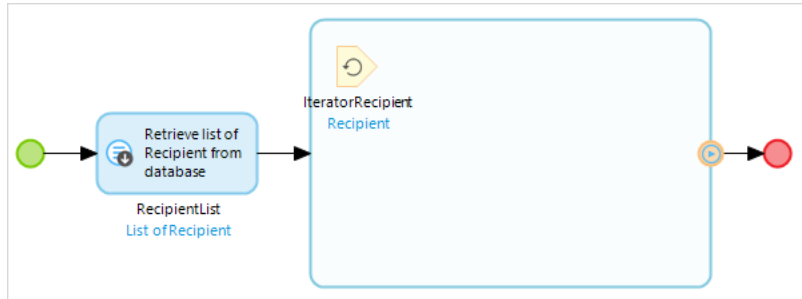 Retrieve list of
Recipient from
database
RecipientList
List of Recipient
IteratorRecipient
Recipient